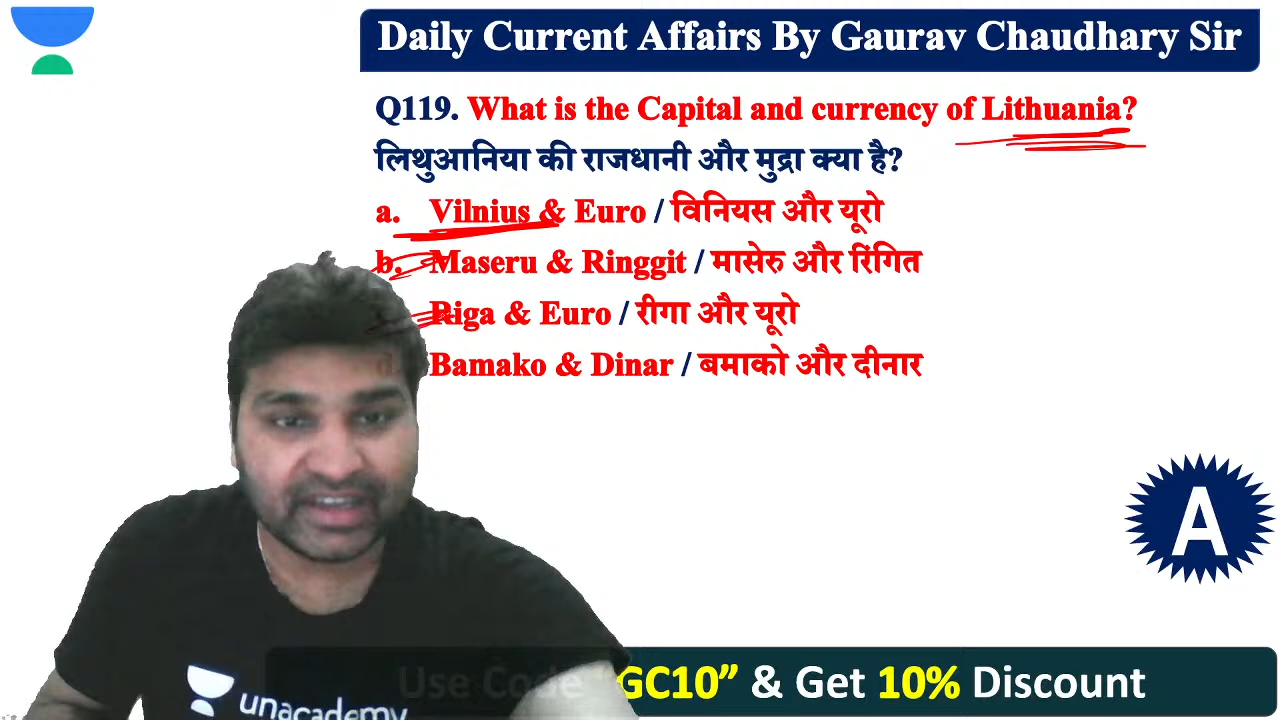 Daily Current Affairs By Gaurav Chaudhary Sir
Q119. What is the Capital and currency of Lithuania?
लिथुआनिया की राजधानी और मुद्रा क्या है?
a. Vilnius & Euro / विनियस और यूरो
b. Maseru & Ringgit / मासेरु और रिंगित
Riga & Euro / रीगा और यूरो
d. Bamako & Dinar / बमाको और दीनार
A
Use Code "GC10” & Get 10% Discount
unacademy